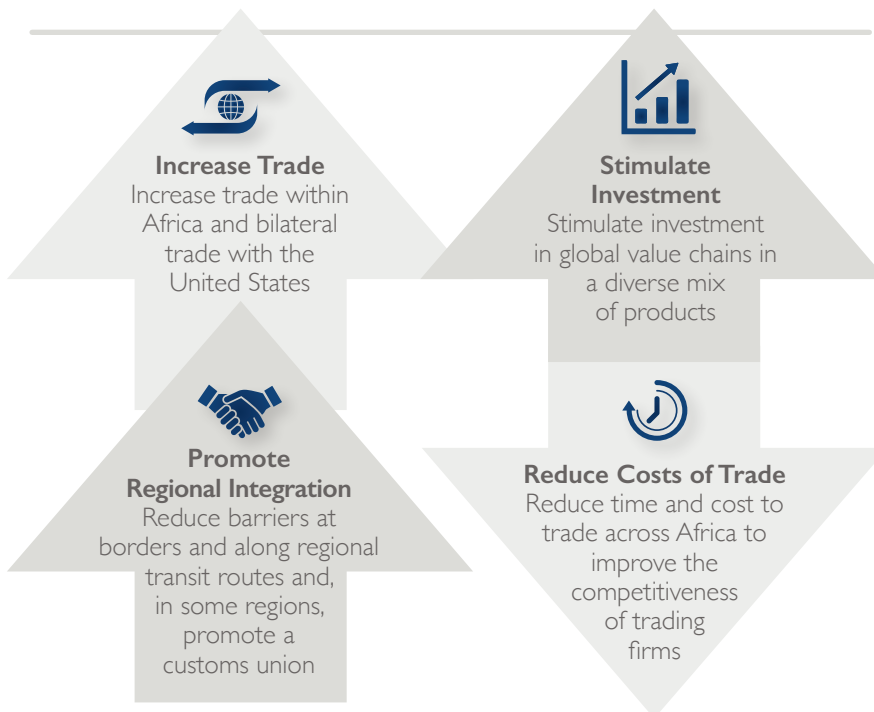 Increase Trade
Increase trade within
Africa and bilateral
trade with the
United States
Stimulate
Investment
Stimulate investment
in global value chains in
a diverse mix
of products
Promote
Regional Integration
Reduce barriers at
borders and along regional
transit routes and,
in some regions,
promote a
customs union
Reduce Costs of Trade
Reduce time and cost to
trade across Africa to
improve the
competitiveness
of trading
firms